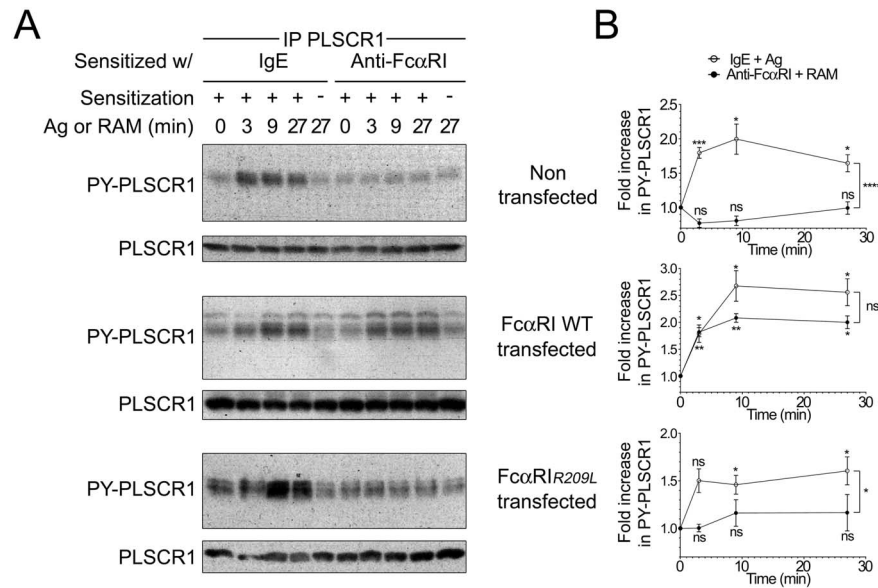 A
IP PLSCR1
Sensitized w/ IgE Anti-FcαRI
Sensitization + + + + - + + + + -
Ag or RAM (min) 0 3 9 27 27 0 3 9 27 27
PY-PLSCR1
PLSCR1
PY-PLSCR1
PLSCR1
PY-PLSCR1
PLSCR1
Non
transfected
FcαRI WT
transfected
FcαRIR209L
transfected
B
IgE + Ag
Anti-FcαRI + RAM
Fold increase
in PY-PLSCR1
2.5
2.0
1.5
1.0
*** * *
ns ns ns
****
0 10 20 30
Time (min)
Fold increase
in PY-PLSCR1
3.0
2.5
2.0
1.5
1.0
* * *
** ** *
ns
0 10 20 30
Time (min)
Fold increase
in PY-PLSCR1
2.0
1.5
1.0
ns * *
ns ns ns
*
0 10 20 30
Time (min)